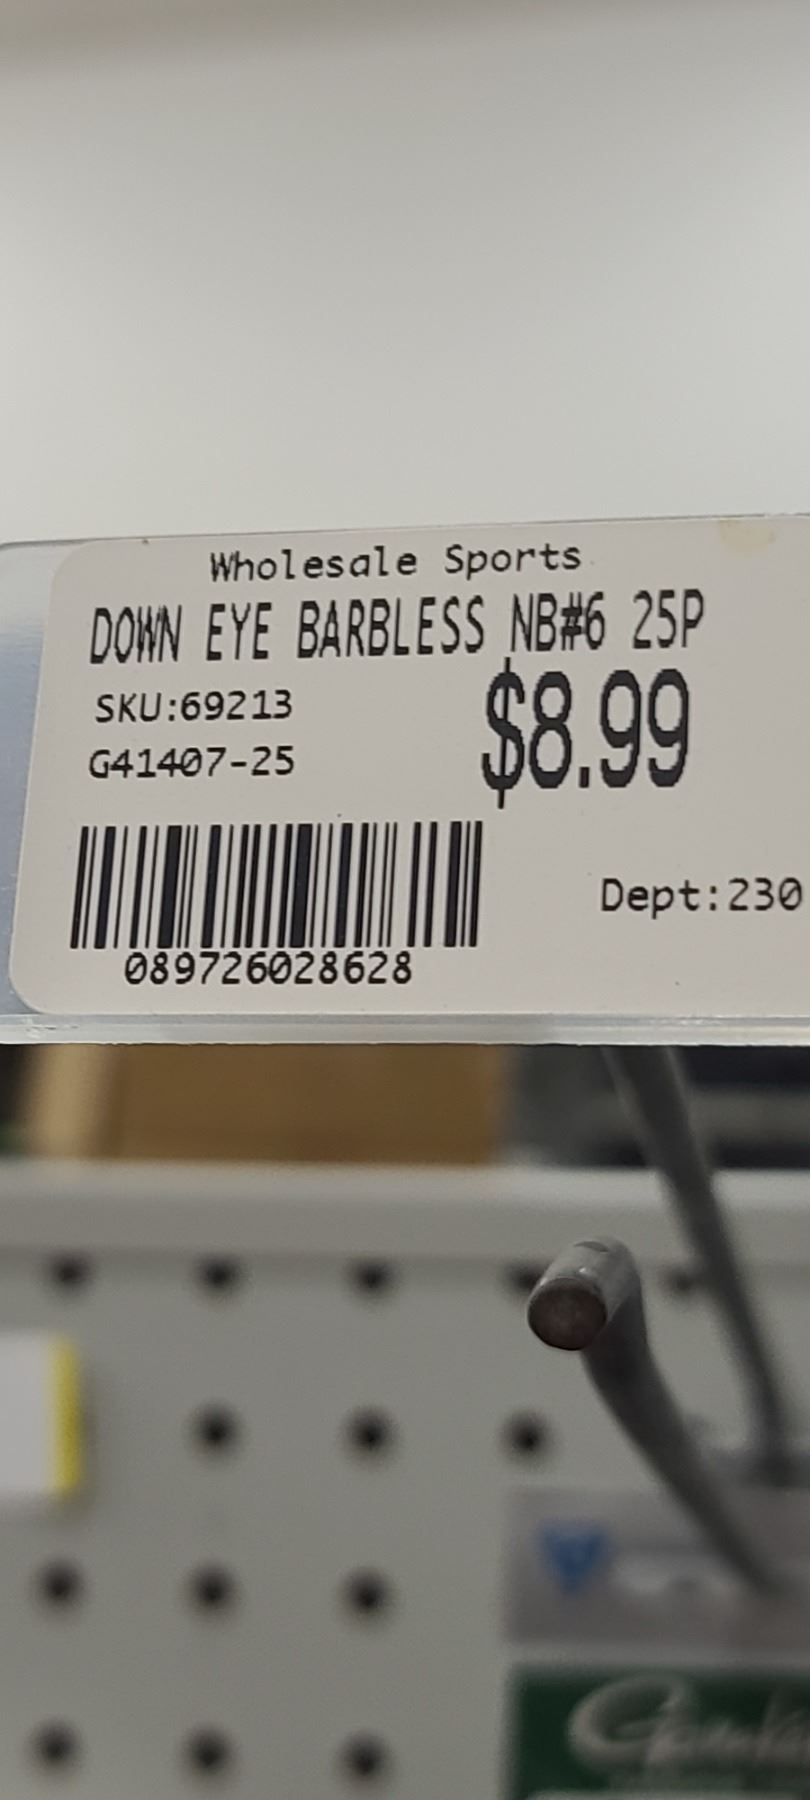 Wholesale Sports
DOWN EYE BARBLESS NB#6 25P
SKU:69213
$8.99
G41407-25
Dept:230
089726028628